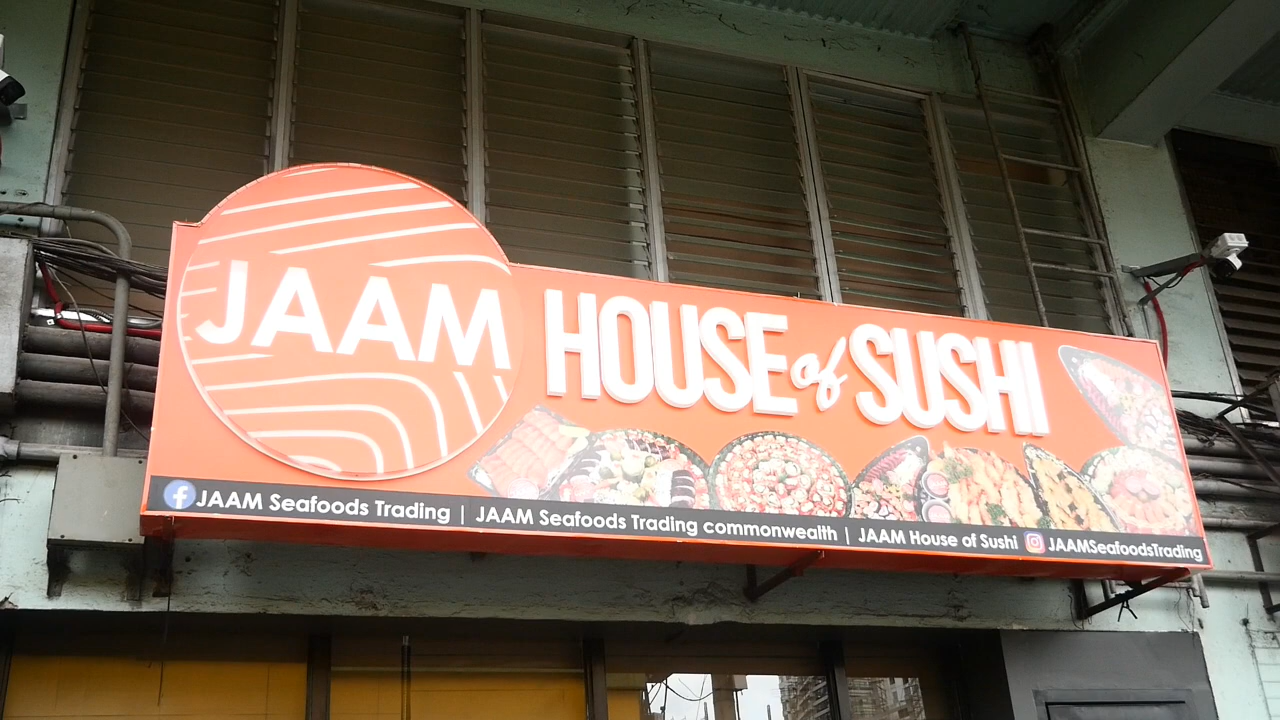 JAAM
HOUSE of SUSHI
JAAM Seafoods Trading | JAAM Seafoods Trading commonwealth | JAAM House of Sushi JAAMSeafoodsTrading